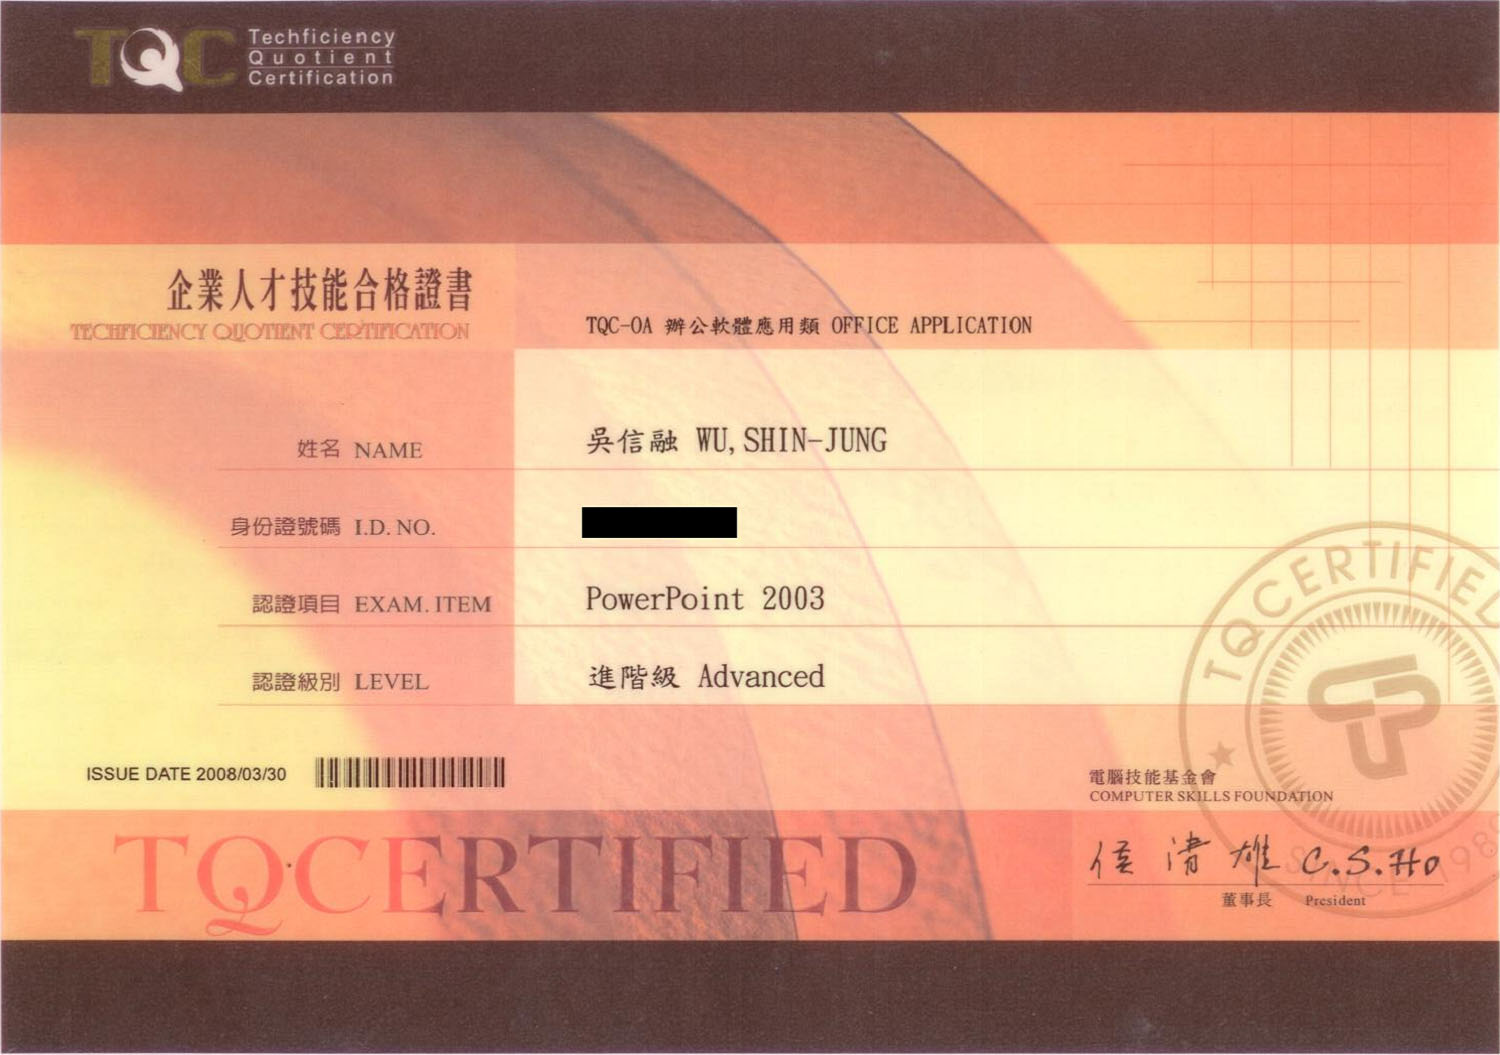 TQC Techficiency
Quotient
Certification
企業人才技能合格證書
TECHFICIENCY QUOTIENT CERTIFICATION
TQC-OA 辦公軟體應用類 OFFICE APPLICATION
姓名 NAME 吳信融 WU,SHIN-JUNG
身份證號碼 I.D. NO.
認證項目 EXAM. ITEM PowerPoint 2003
認證級別 LEVEL 進階級 Advanced
TQCERTIFIED
ISSUE DATE 2008/03/30
電腦技能基金會
COMPUTER SKILLS FOUNDATION
TQCERTIFIED
侯清雄 C.S.Ho
SINCE 1989
董事長 President